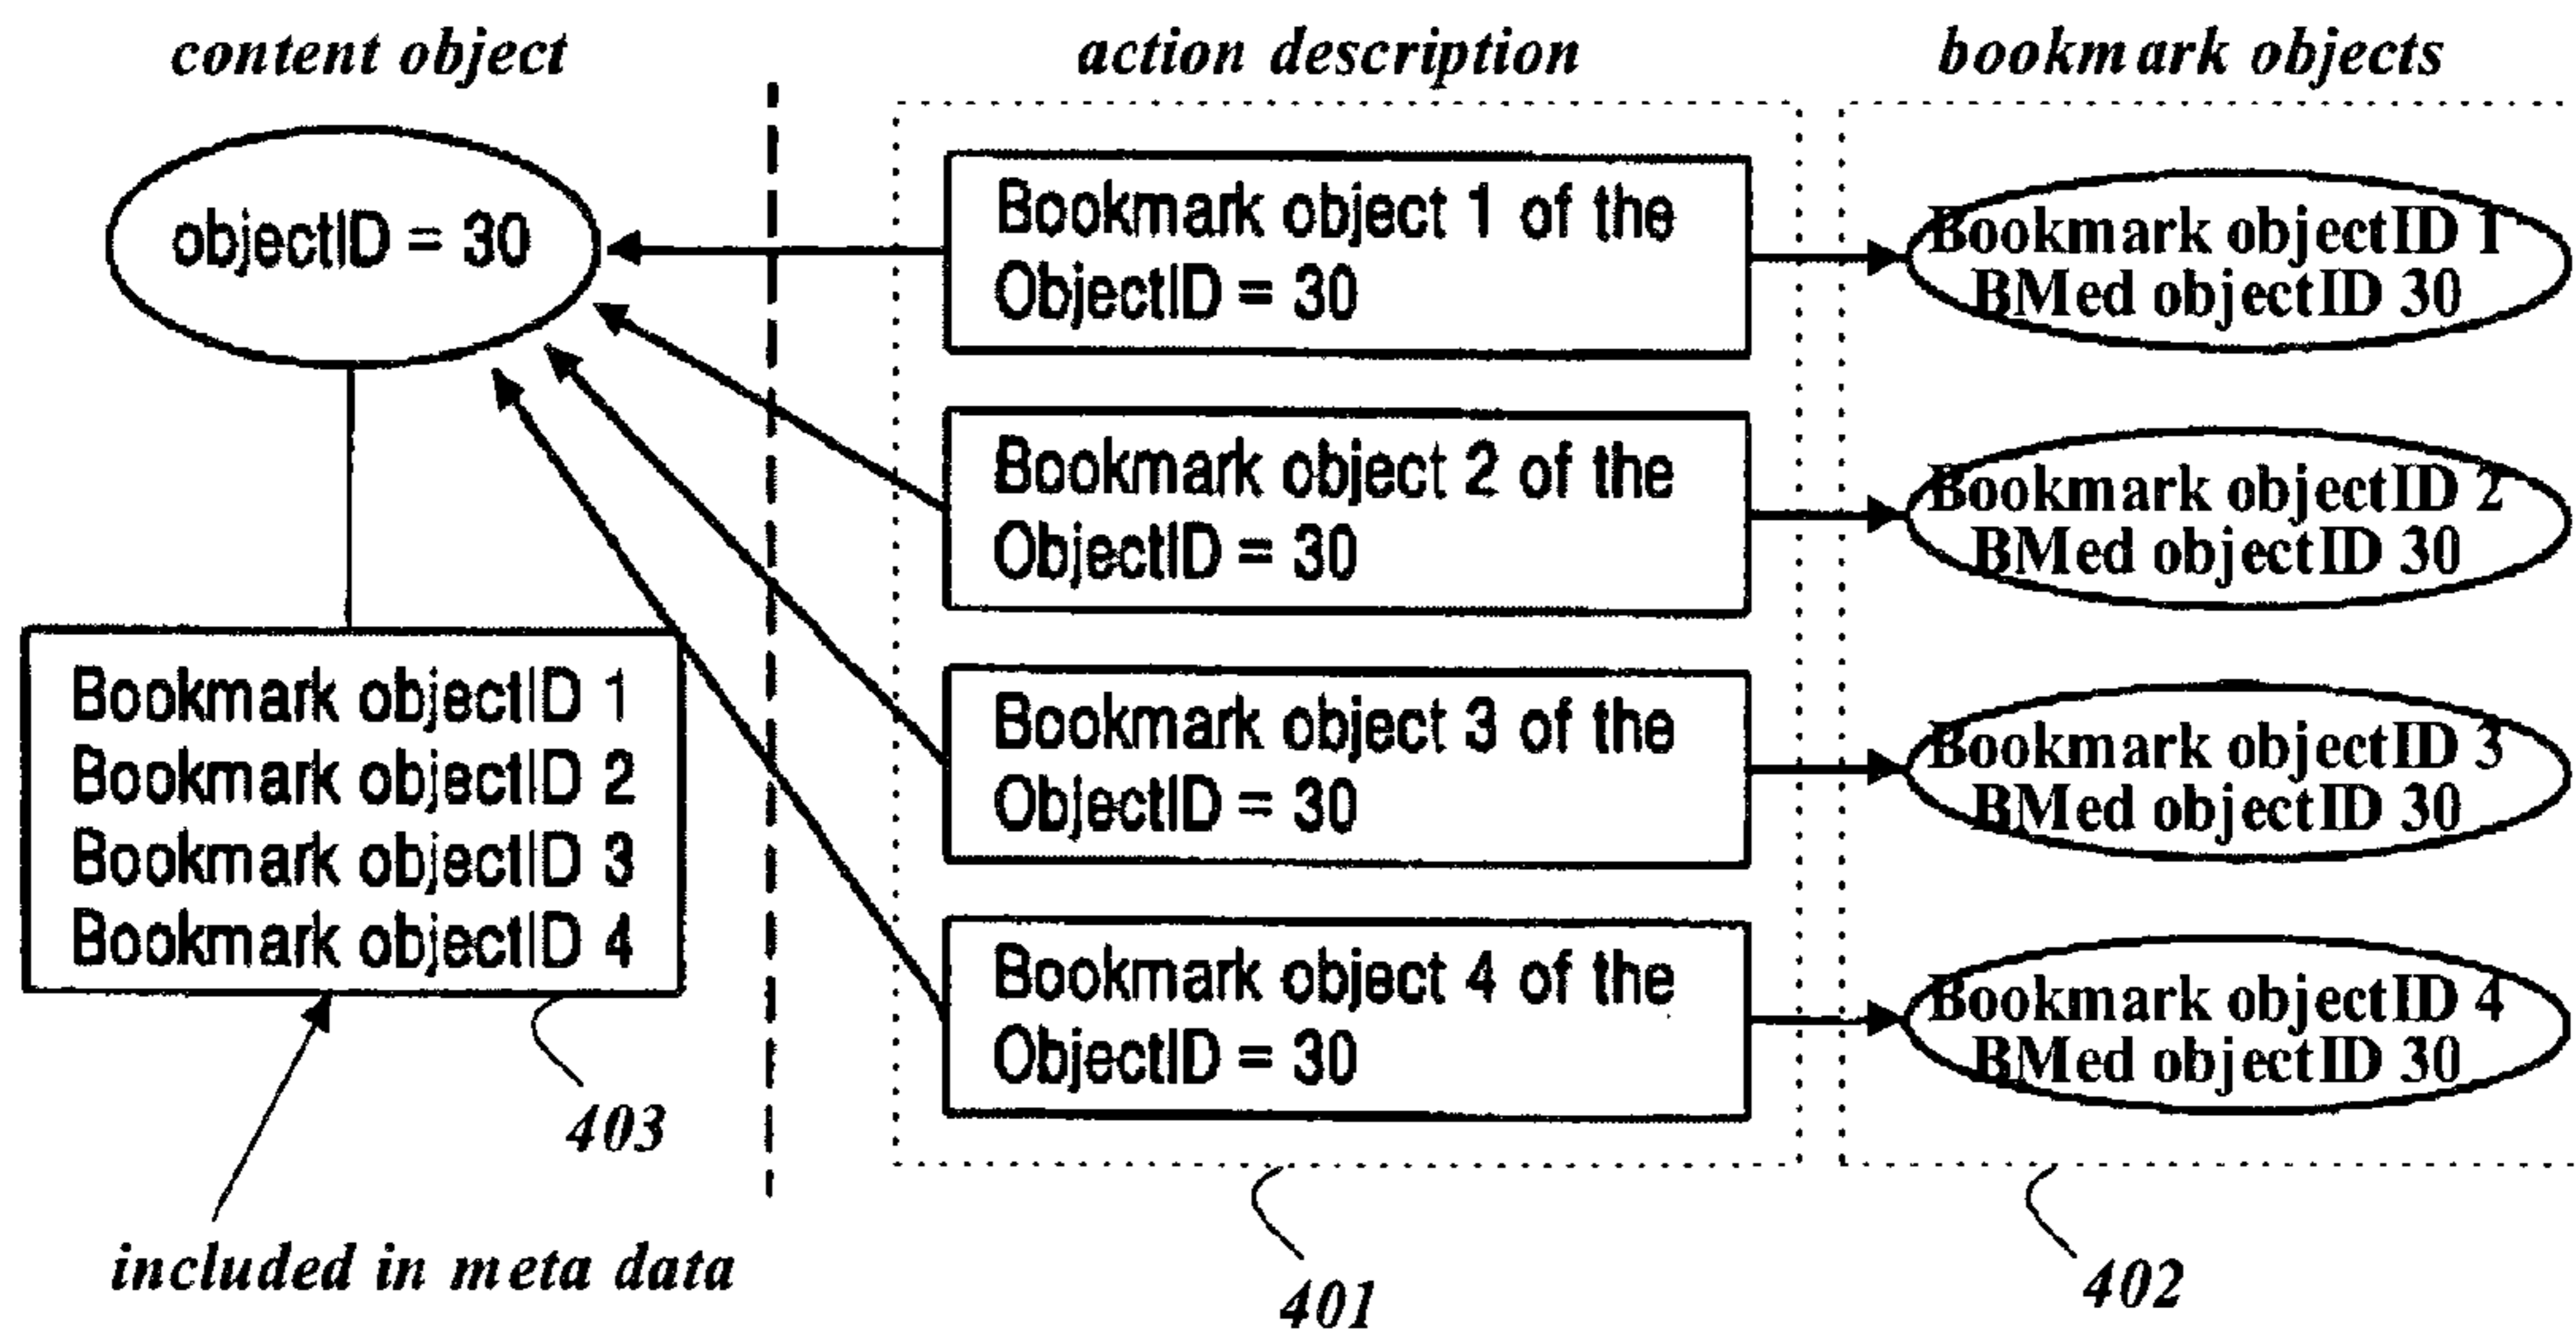 content object
action description
bookmark objects
objectID = 30
Bookmark objectID 1
Bookmark objectID 2
Bookmark objectID 3
Bookmark objectID 4
403
included in meta data
Bookmark object 1 of the
ObjectID = 30
Bookmark object 2 of the
ObjectID = 30
Bookmark object 3 of the
ObjectID = 30
Bookmark object 4 of the
ObjectID = 30
401
Bookmark objectID 1
BMed objectID 30
Bookmark objectID 2
BMed objectID 30
Bookmark objectID 3
BMed objectID 30
Bookmark objectID 4
BMed objectID 30
402